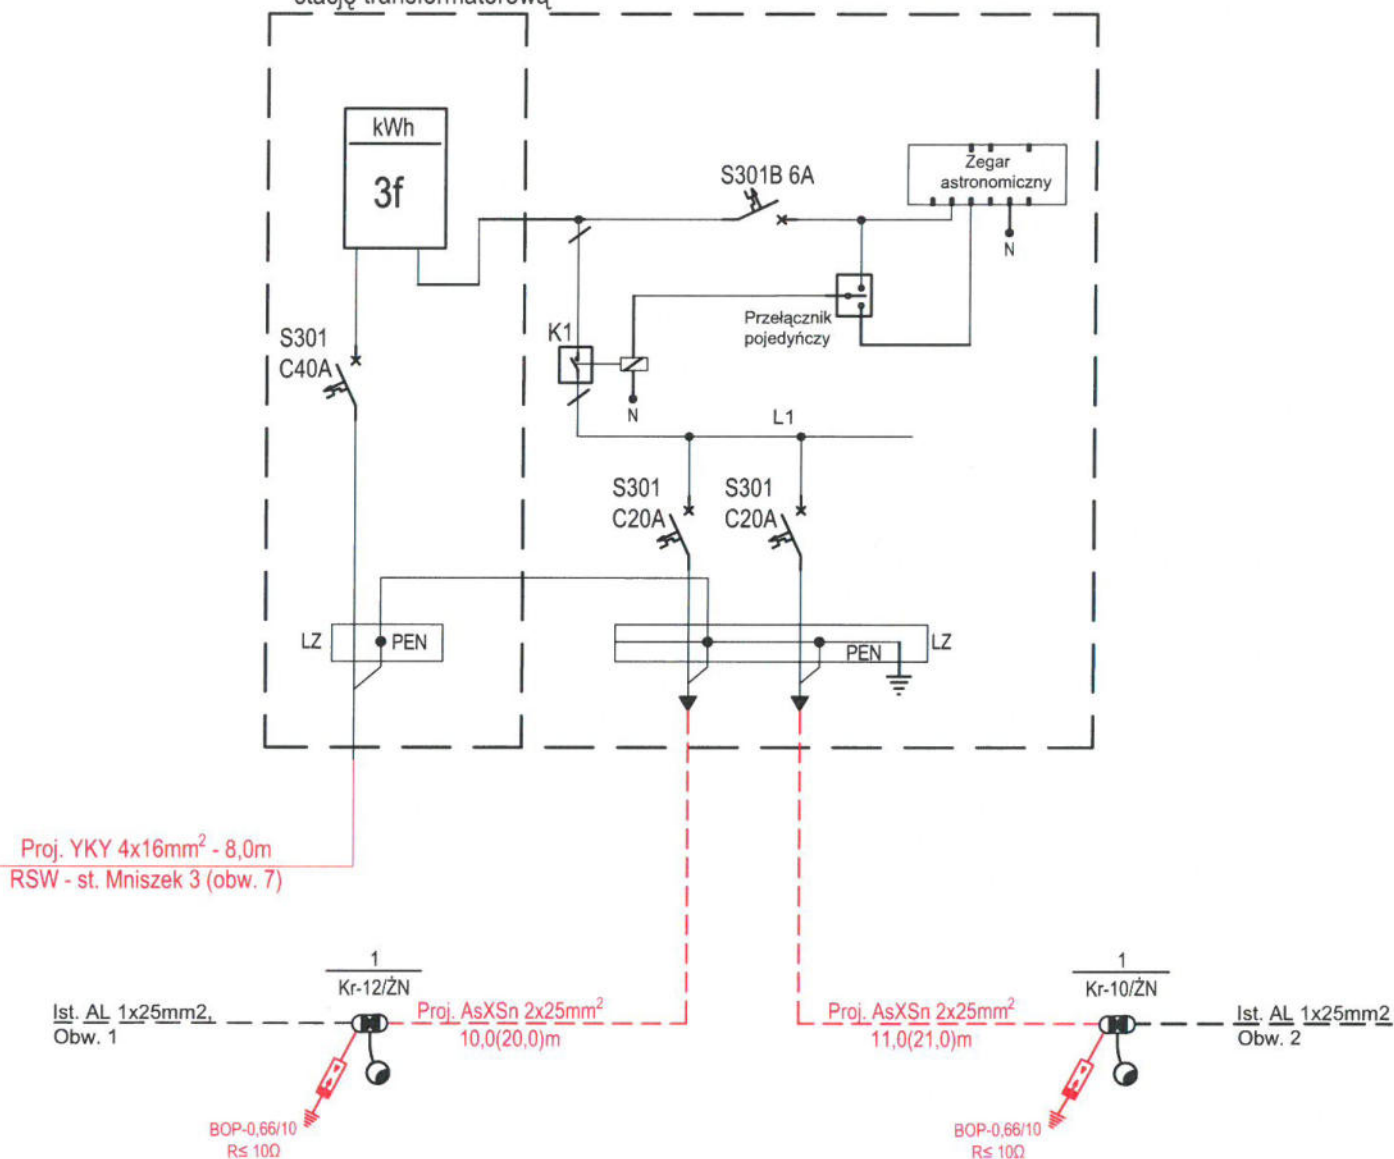 stację transformatorową
kWh
3f
S301B 6A
Zegar
astronomiczny
N
Przełącznik
pojedyńczy
K1
N
S301
C40A
L1
S301
C20A
S301
C20A
LZ
PEN
PEN
LZ
Proj. YKY 4x16mm² - 8,0m
RSW - st. Mniszek 3 (obw. 7)
1
Kr-12/ŻN
1
Kr-10/ŻN
Ist. AL 1x25mm2,
Obw. 1
Proj. AsXSn 2x25mm²
10,0(20,0)m
Proj. AsXSn 2x25mm²
11,0(21,0)m
Ist. AL 1x25mm2
Obw. 2
BOP-0,66/10
R≤ 10Ω
BOP-0,66/10
R≤ 10Ω